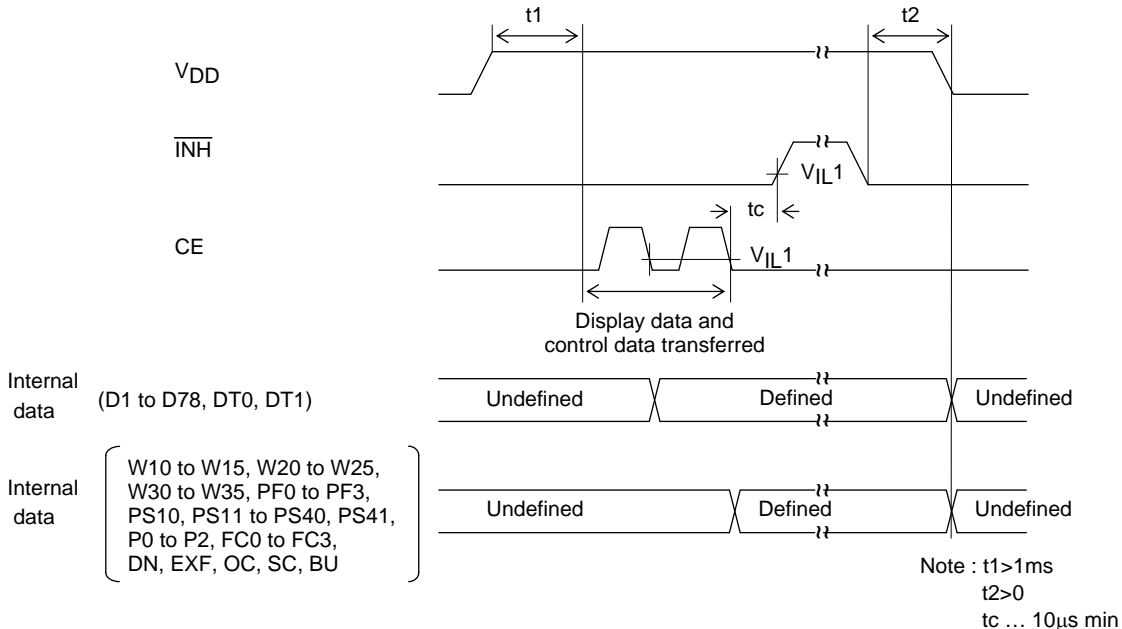 t1
t2
VDD
INH
VIL1
tc
CE
VIL1
Display data and
control data transferred
Internal
data
(D1 to D78, DT0, DT1)
Undefined
Defined
Undefined
Internal
data
W10 to W15, W20 to W25,
W30 to W35, PF0 to PF3,
PS10, PS11 to PS40, PS41,
P0 to P2, FC0 to FC3,
DN, EXF, OC, SC, BU
Undefined
Defined
Undefined
Note : t1>1ms
t2>0
tc … 10μs min